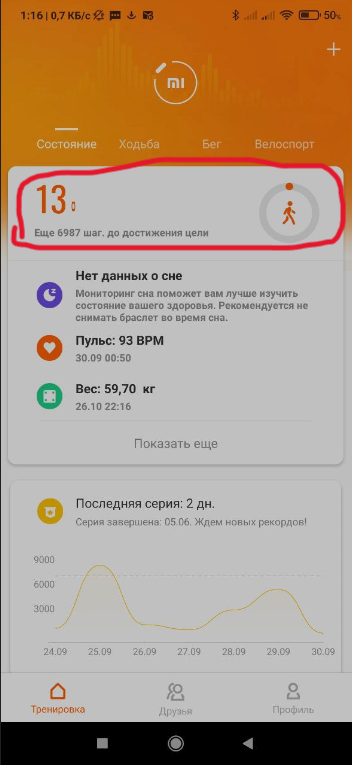 1:16 | 0,7 КБ/с
50%
mi
Состояние Ходьба Бег Велоспорт
13
Еще 6987 шаг. до достижения цели
Нет данных о сне
Мониторинг сна поможет вам лучше изучить
состояние вашего здоровья. Рекомендуется не
снимать браслет во время сна.
Пульс: 93 BPM
30.09 00:50
Вес: 59,70 кг
26.10 22:16
Показать еще
Последняя серия: 2 дн.
Серия завершена: 05.06. Ждем новых рекордов!
9000
6000
3000
24.09 25.09 26.09 27.09 28.09 29.09 30.09
Тренировка Друзья Профиль